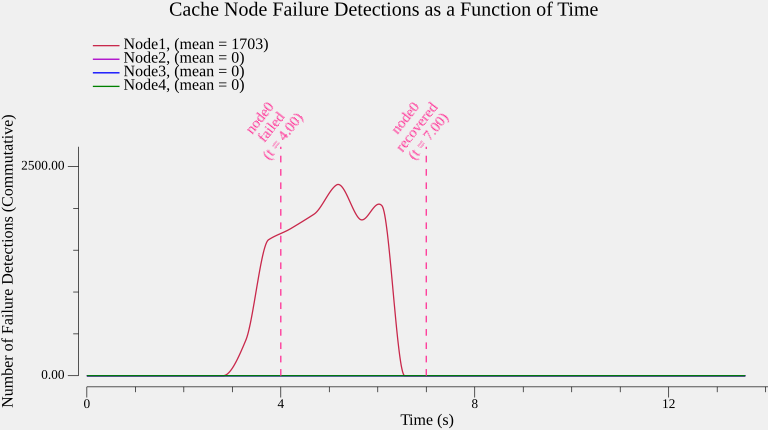 Cache Node Failure Detections as a Function of Time
Node1, (mean = 1703)
Node2, (mean = 0)
Node3, (mean = 0)
Node4, (mean = 0)
node0
failed
(t = 4.00)
node0
recovered
(t = 7.00)
Number of Failure Detections (Commutative)
2500.00
0.00
0
4
8
12
Time (s)